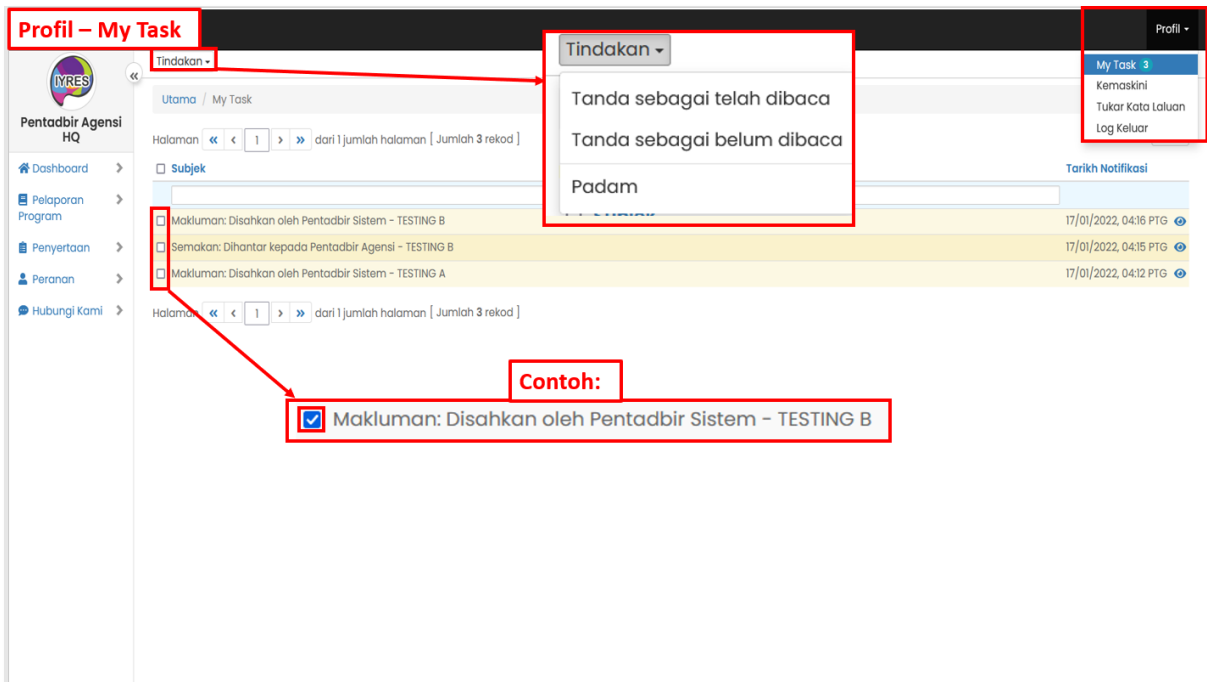 Profil – My Task
Profil
IYRES
Pentadbir Agensi
HQ
Dashboard
Pelaporan
Program
Penyertaan
Peranan
Hubungi Kami
Tindakan
Utama / My Task
Halaman « ‹ 1 › » dari 1 jumlah halaman [ Jumlah 3 rekod ]
Tindakan
Tanda sebagai telah dibaca
Tanda sebagai belum dibaca
Padam
My Task 3
Kemaskini
Tukar Kata Laluan
Log Keluar
Subjek
Tarikh Notifikasi
Makluman: Disahkan oleh Pentadbir Sistem - TESTING B
17/01/2022, 04:16 PTG
Semakan: Dihantar kepada Pentadbir Agensi - TESTING B
17/01/2022, 04:15 PTG
Makluman: Disahkan oleh Pentadbir Sistem - TESTING A
17/01/2022, 04:12 PTG
Halaman « ‹ 1 › » dari 1 jumlah halaman [ Jumlah 3 rekod ]
Contoh:
Makluman: Disahkan oleh Pentadbir Sistem - TESTING B